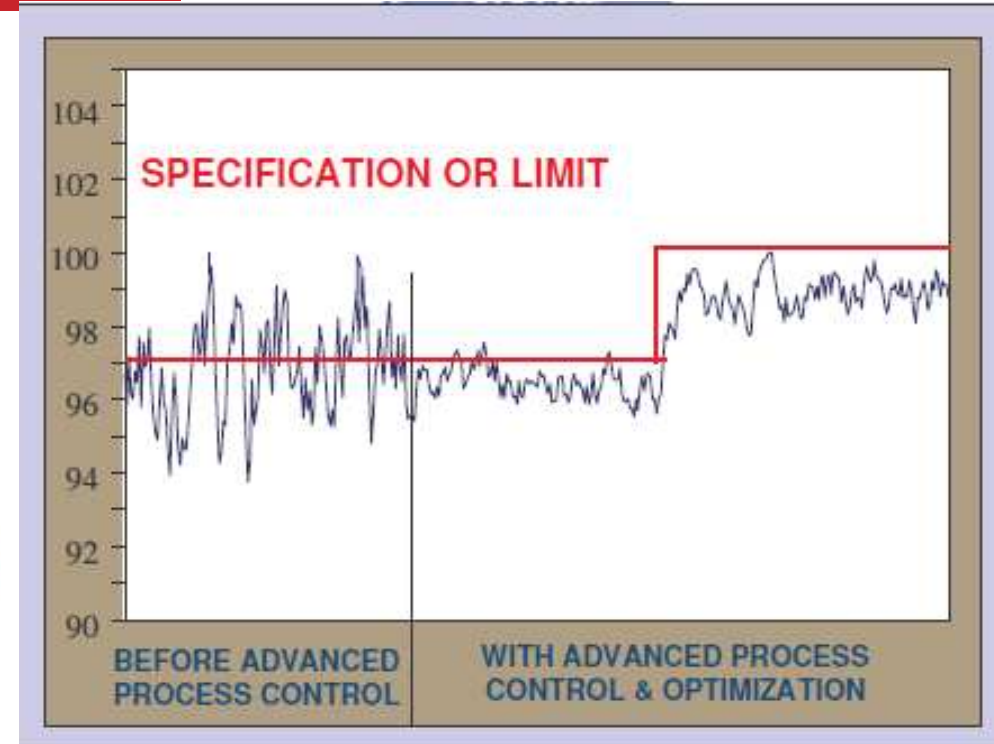 104
SPECIFICATION OR LIMIT
102
100
98
96
94
92
90
BEFORE ADVANCED
PROCESS CONTROL
WITH ADVANCED PROCESS
CONTROL & OPTIMIZATION